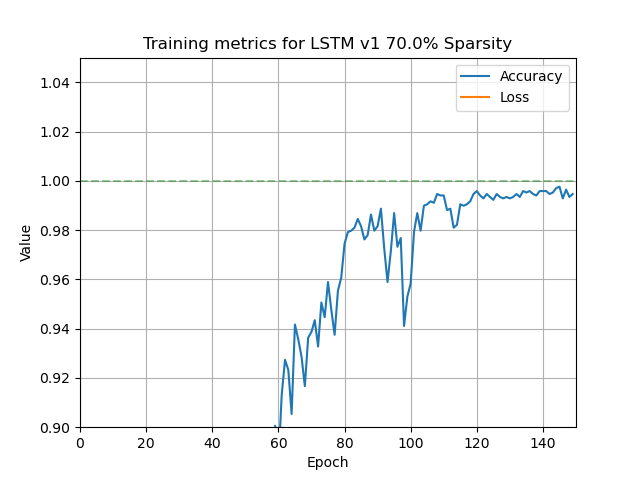 Training metrics for LSTM v1 70.0% Sparsity
Accuracy
Loss
1.04
1.02
1.00
0.98
0.96
0.94
0.92
0.90
Value
0 20 40 60 80 100 120 140
Epoch